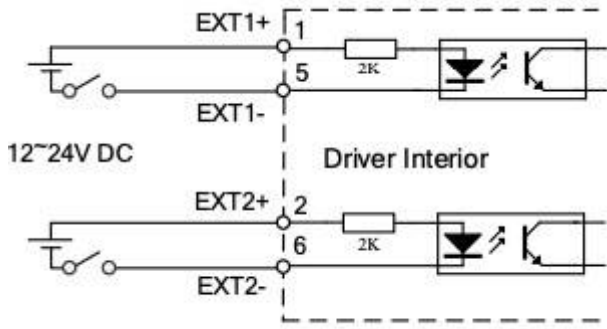 EXT1+
1
2K
5
EXT1-
12~24V DC
Driver Interior
EXT2+
2
2K
6
EXT2-